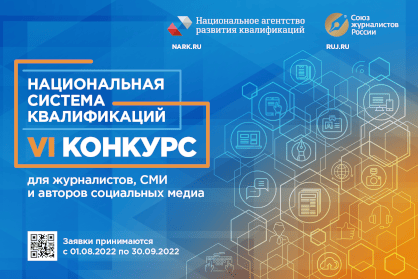 Национальное агентство
развития квалификаций
NARK.RU
Союз
журналистов
России
RUJ.RU
НАЦИОНАЛЬНАЯ
СИСТЕМА
КВАЛИФИКАЦИЙ
VI КОНКУРС
для журналистов, СМИ
и авторов социальных медиа
Заявки принимаются
с 01.08.2022 по 30.09.2022